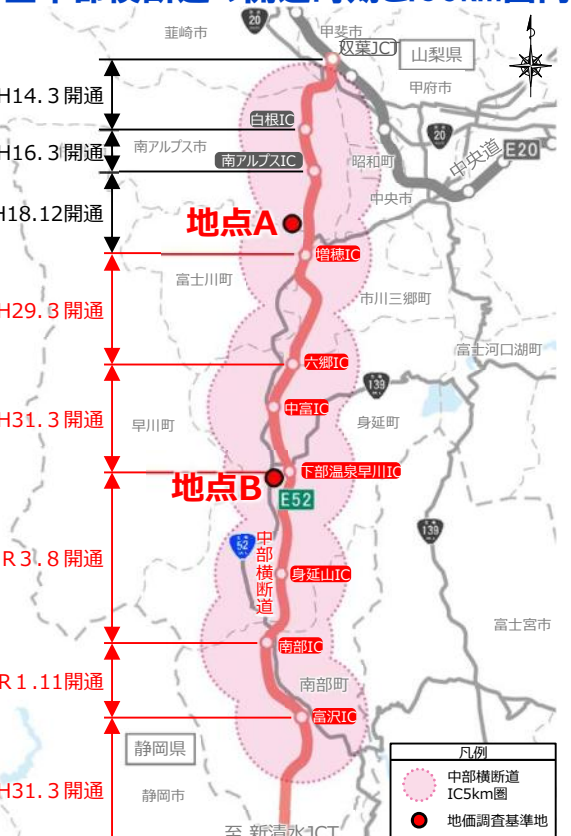 韮崎市
20
甲斐市
双葉JCT
山梨県
H14.3開通
甲府市
白根IC
H16.3開通
南アルプス市
20
中央道
E20
南アルプスIC
昭和町
H18.12開通
中央市
地点A
増穂IC
富士川町
市川三郷町
H29.3開通
富士河口湖町
六郷IC
139
中富IC
H31.3開通
早川町
身延町
下部温泉早川IC
地点B
E52
139
52
中部横断道
R3.8開通
身延山IC
富士宮市
南部IC
R1.11開通
南部町
富沢IC
静岡県
凡例
中部横断道
IC5km圏
地価調査基準地
H31.3開通
静岡市
至 新清水JCT